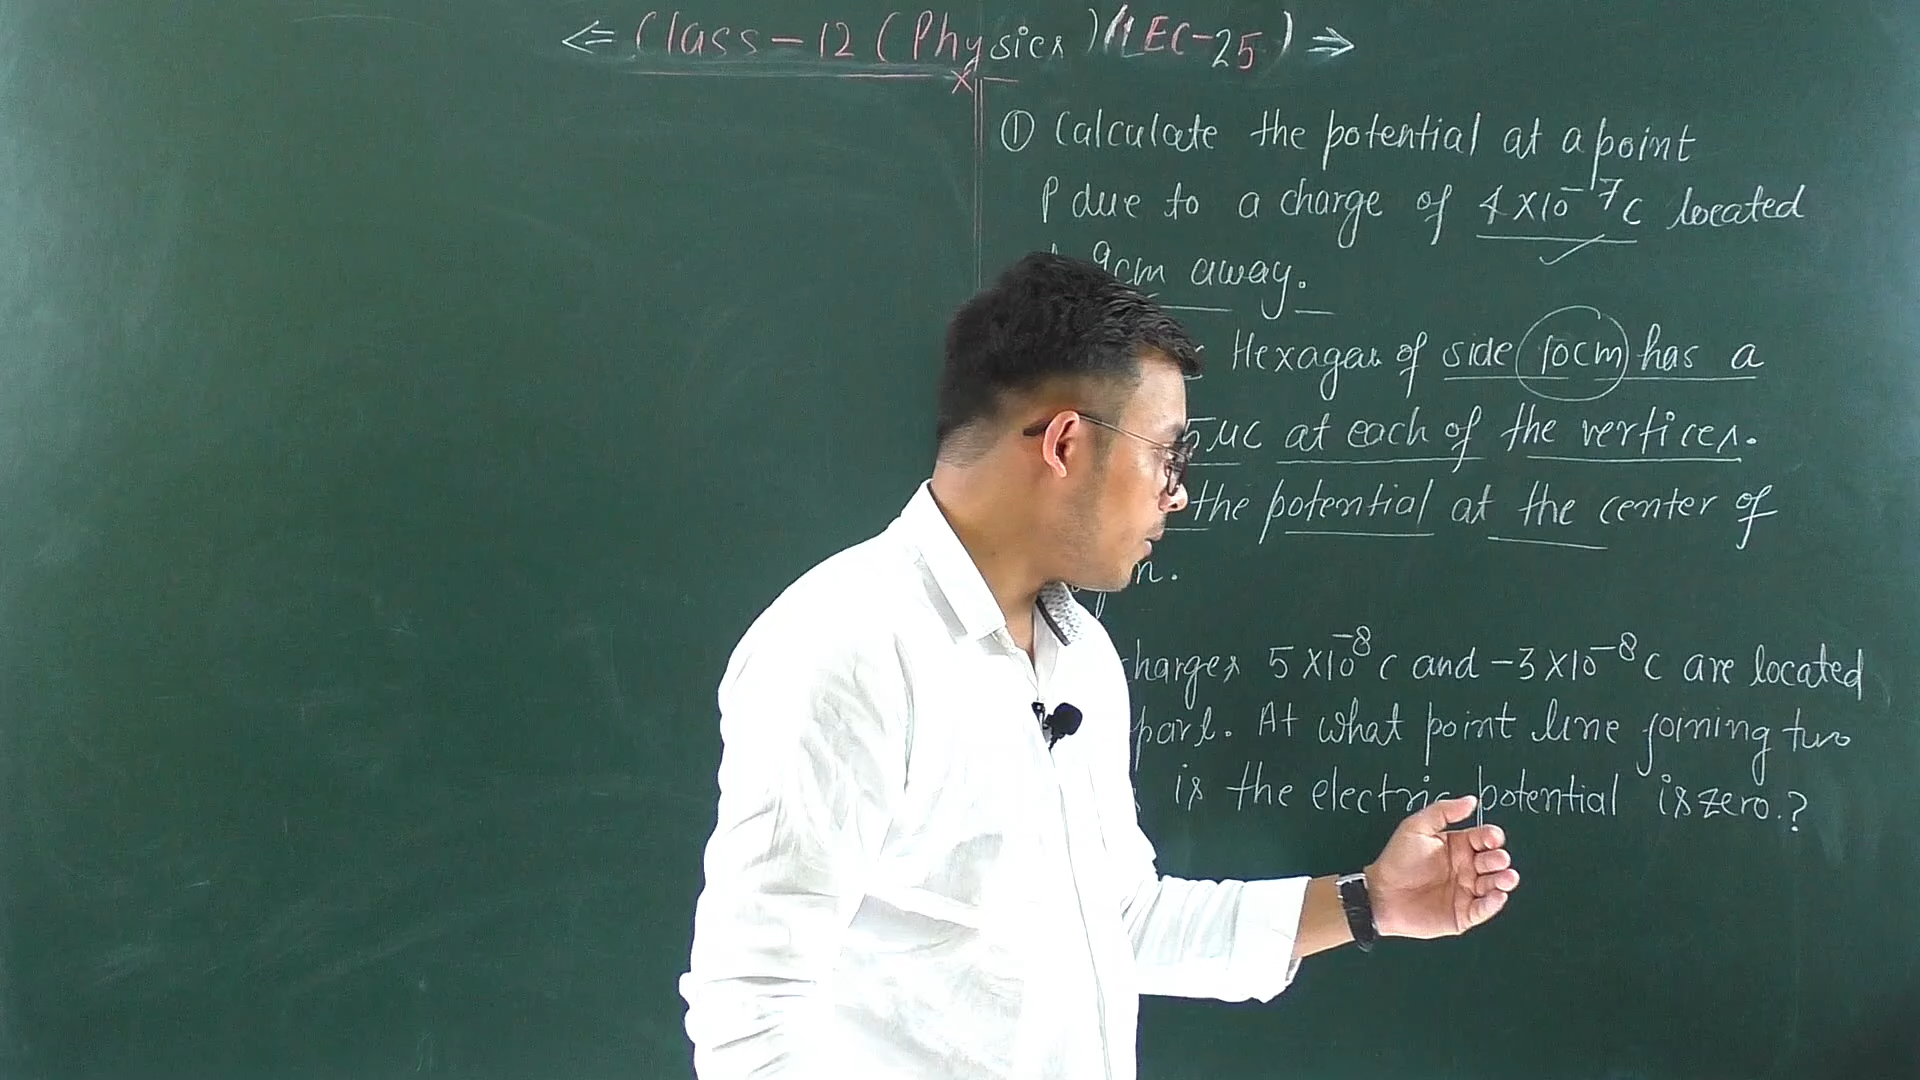 ⇐ Class-12 (Physics) (LEC-25) ⇒
① Calculate the potential at a point
P due to a charge of 4×10⁻⁷C located
9cm away.
Hexagon of side 10cm has a
5μC at each of the vertices.
the potential at the center of
5×10⁻⁸C and -3×10⁻⁸C are located
At what point line joining two
is the electric potential is zero.?